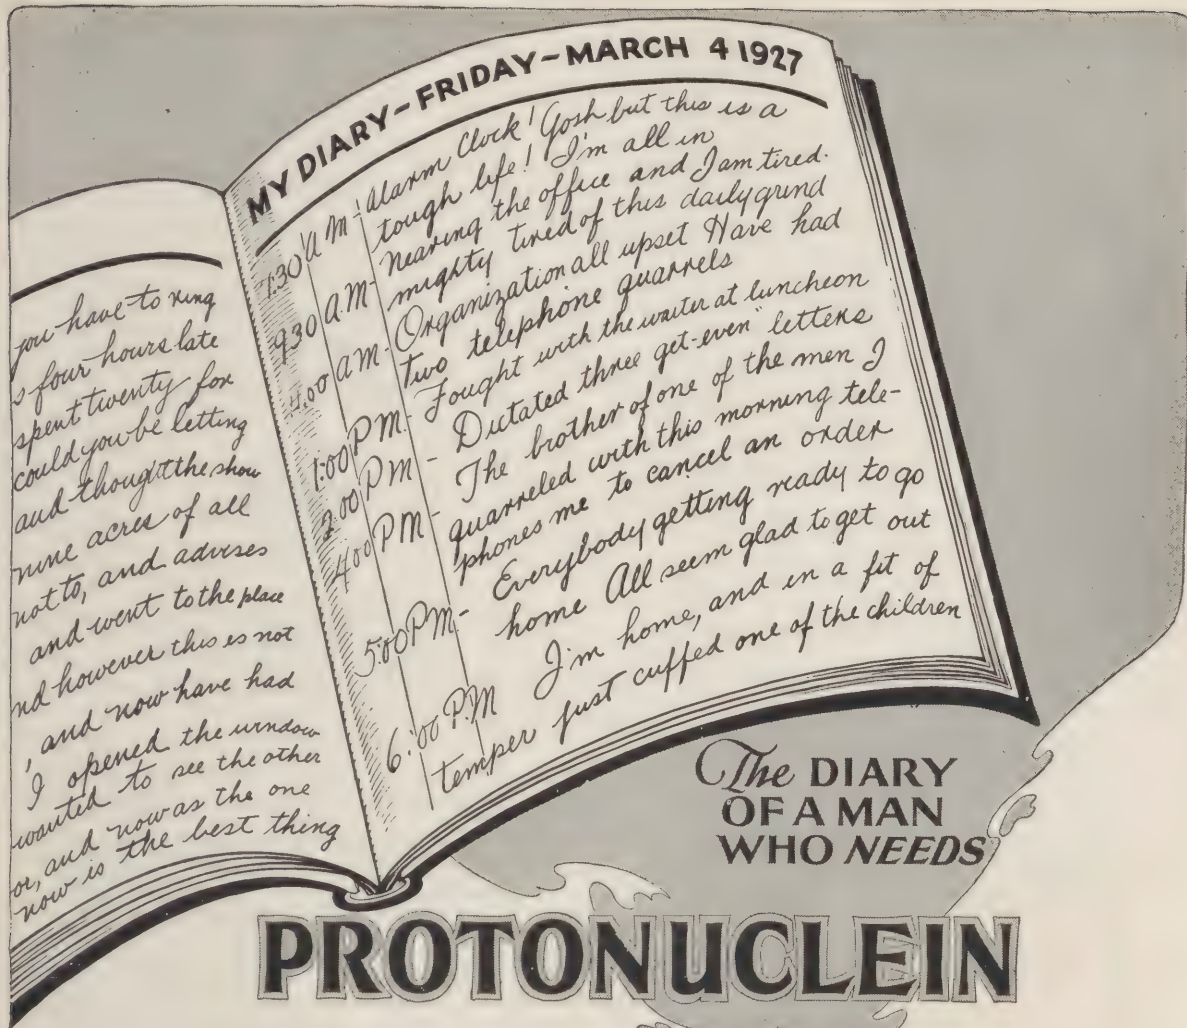 you have to ring
s four hours late
spent twenty for
could you be letting
and thought the show
nine acres of all
not to, and advises
and went to the place
nd however this is not
, and now have had
I opened the window
wanted to see the other
or, and now as the one
now is the best thing
MY DIARY - FRIDAY - MARCH 4 1927
7:30 A M - Alarm Clock! Gosh but this is a
tough life! I'm all in
9:30 A.M - Nearing the office and I am tired.
mighty tired of this daily grind
11:00 A M - Organization all upset Have had
two telephone quarrels
1:00 P M - Fought with the waiter at luncheon
2:00 P M - Dictated three get-even" letters
4:00 P M - The brother of one of the men I
quarreled with this morning tele-
phones me to cancel an order
5:00 P M - Everybody getting ready to go
home All seem glad to get out
6:00 P.M I'm home, and in a fit of
temper just cuffed one of the children
The DIARY
OF A MAN
WHO NEEDS
PROTONUCLEIN